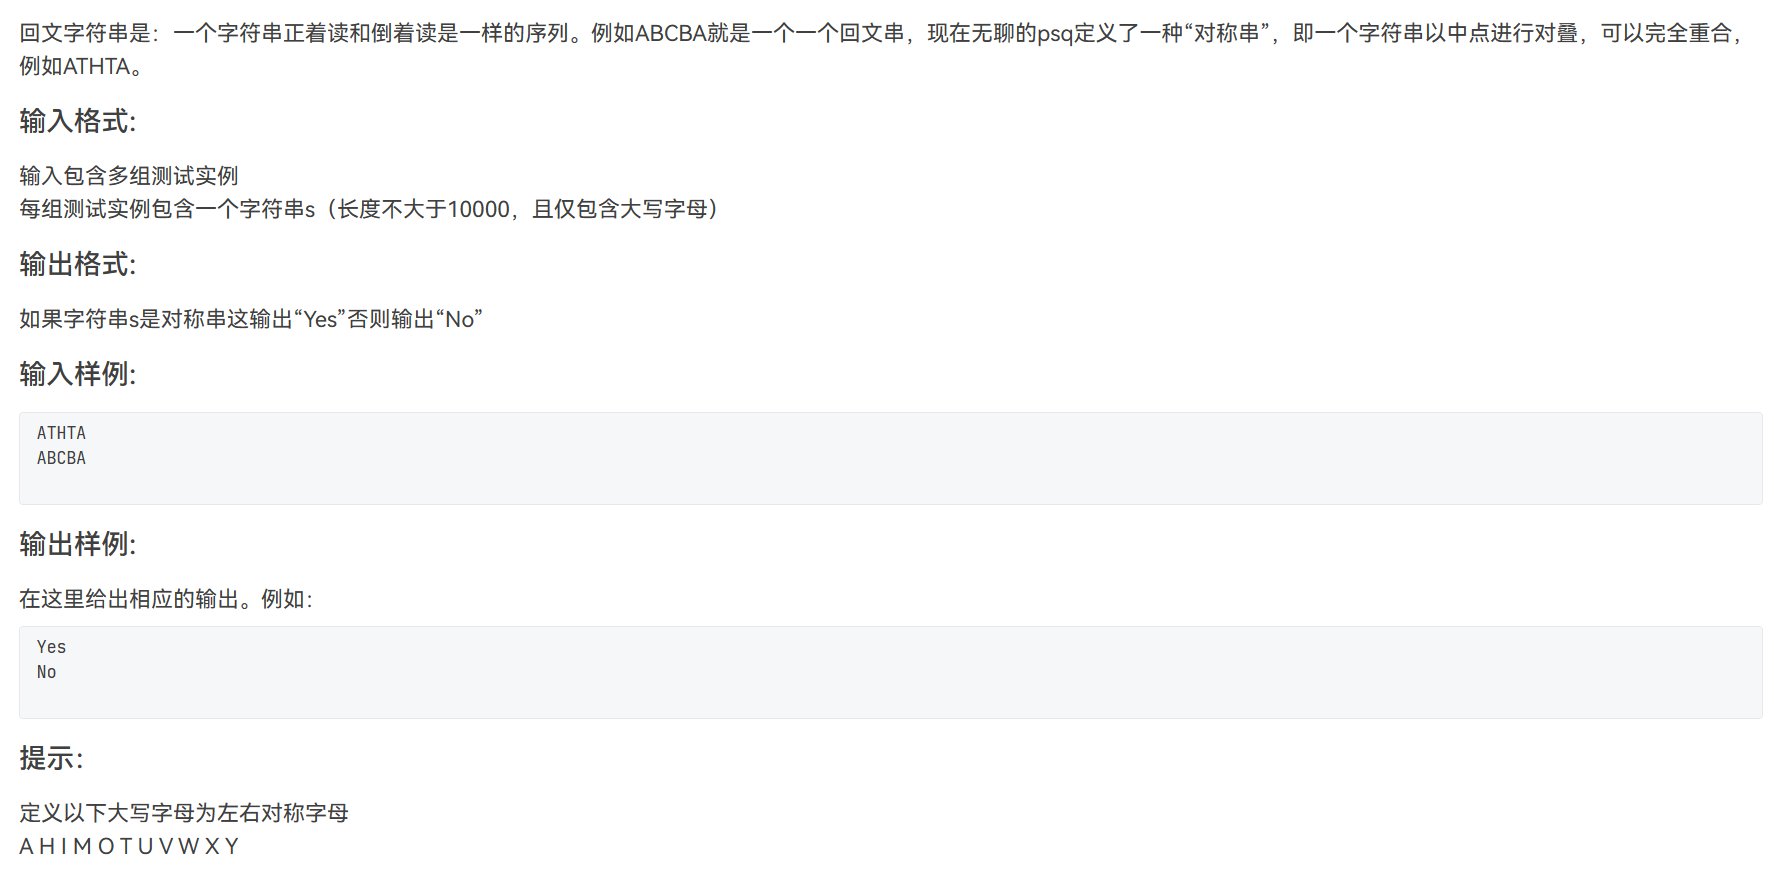 回文字符串是：一个字符串正着读和倒着读是一样的序列。例如ABCBA就是一个一个回文串，现在无聊的psq定义了一种“对称串”，即一个字符串以中点进行对叠，可以完全重合，
例如ATHTA。
输入格式:
输入包含多组测试实例
每组测试实例包含一个字符串s（长度不大于10000，且仅包含大写字母）
输出格式:
如果字符串s是对称串这输出“Yes”否则输出“No”
输入样例:
ATHTA
ABCBA
输出样例:
在这里给出相应的输出。例如：
Yes
No
提示：
定义以下大写字母为左右对称字母
A H I M O T U V W X Y